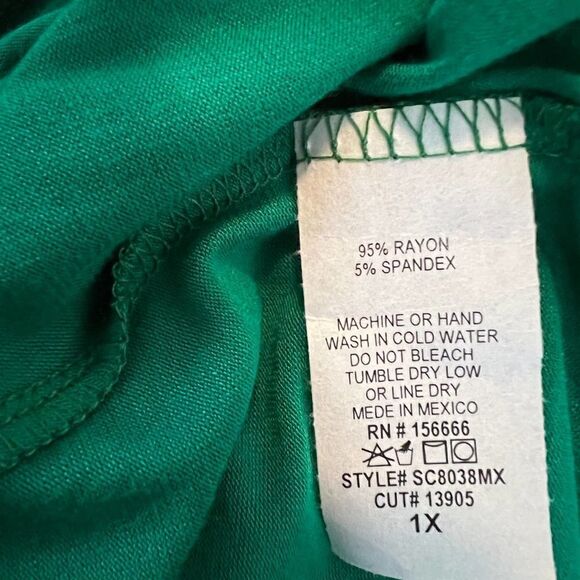 95% RAYON
5% SPANDEX
MACHINE OR HAND
WASH IN COLD WATER
DO NOT BLEACH
TUMBLE DRY LOW
OR LINE DRY
MEDE IN MEXICO
RN # 156666
STYLE# SC8038MX
CUT# 13905
1X